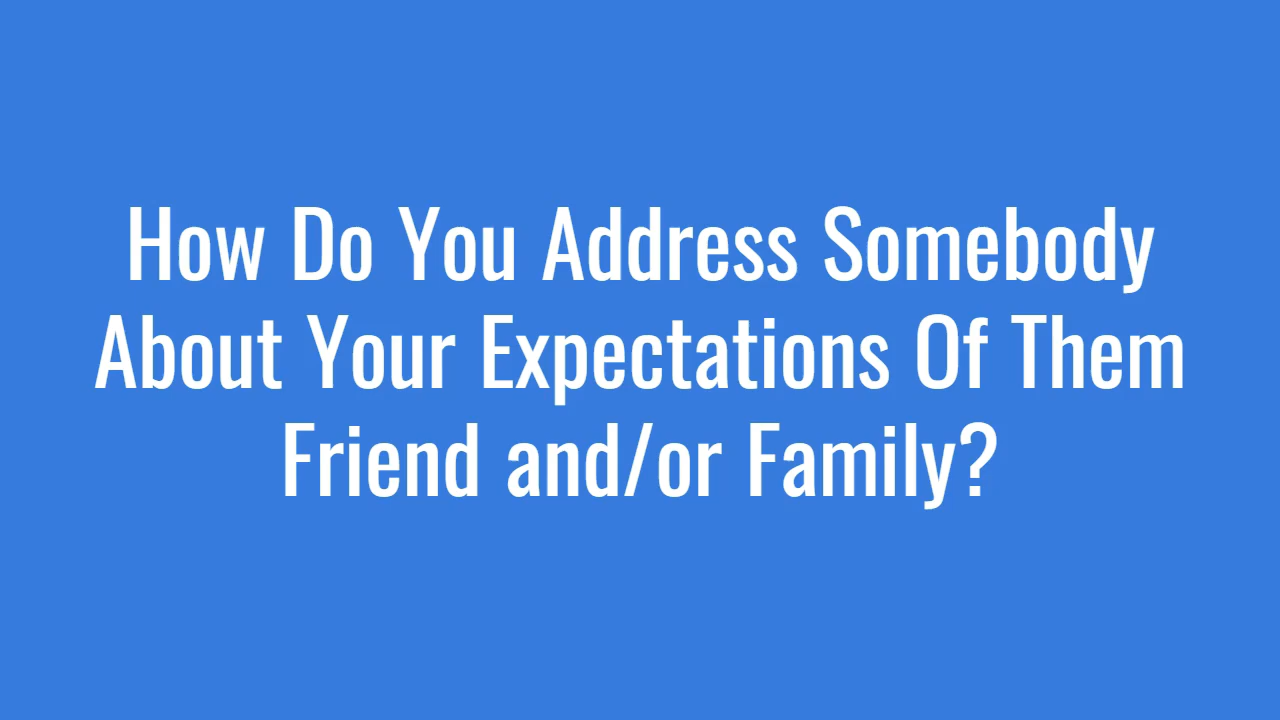 How Do You Address Somebody
About Your Expectations Of Them
Friend and/or Family?